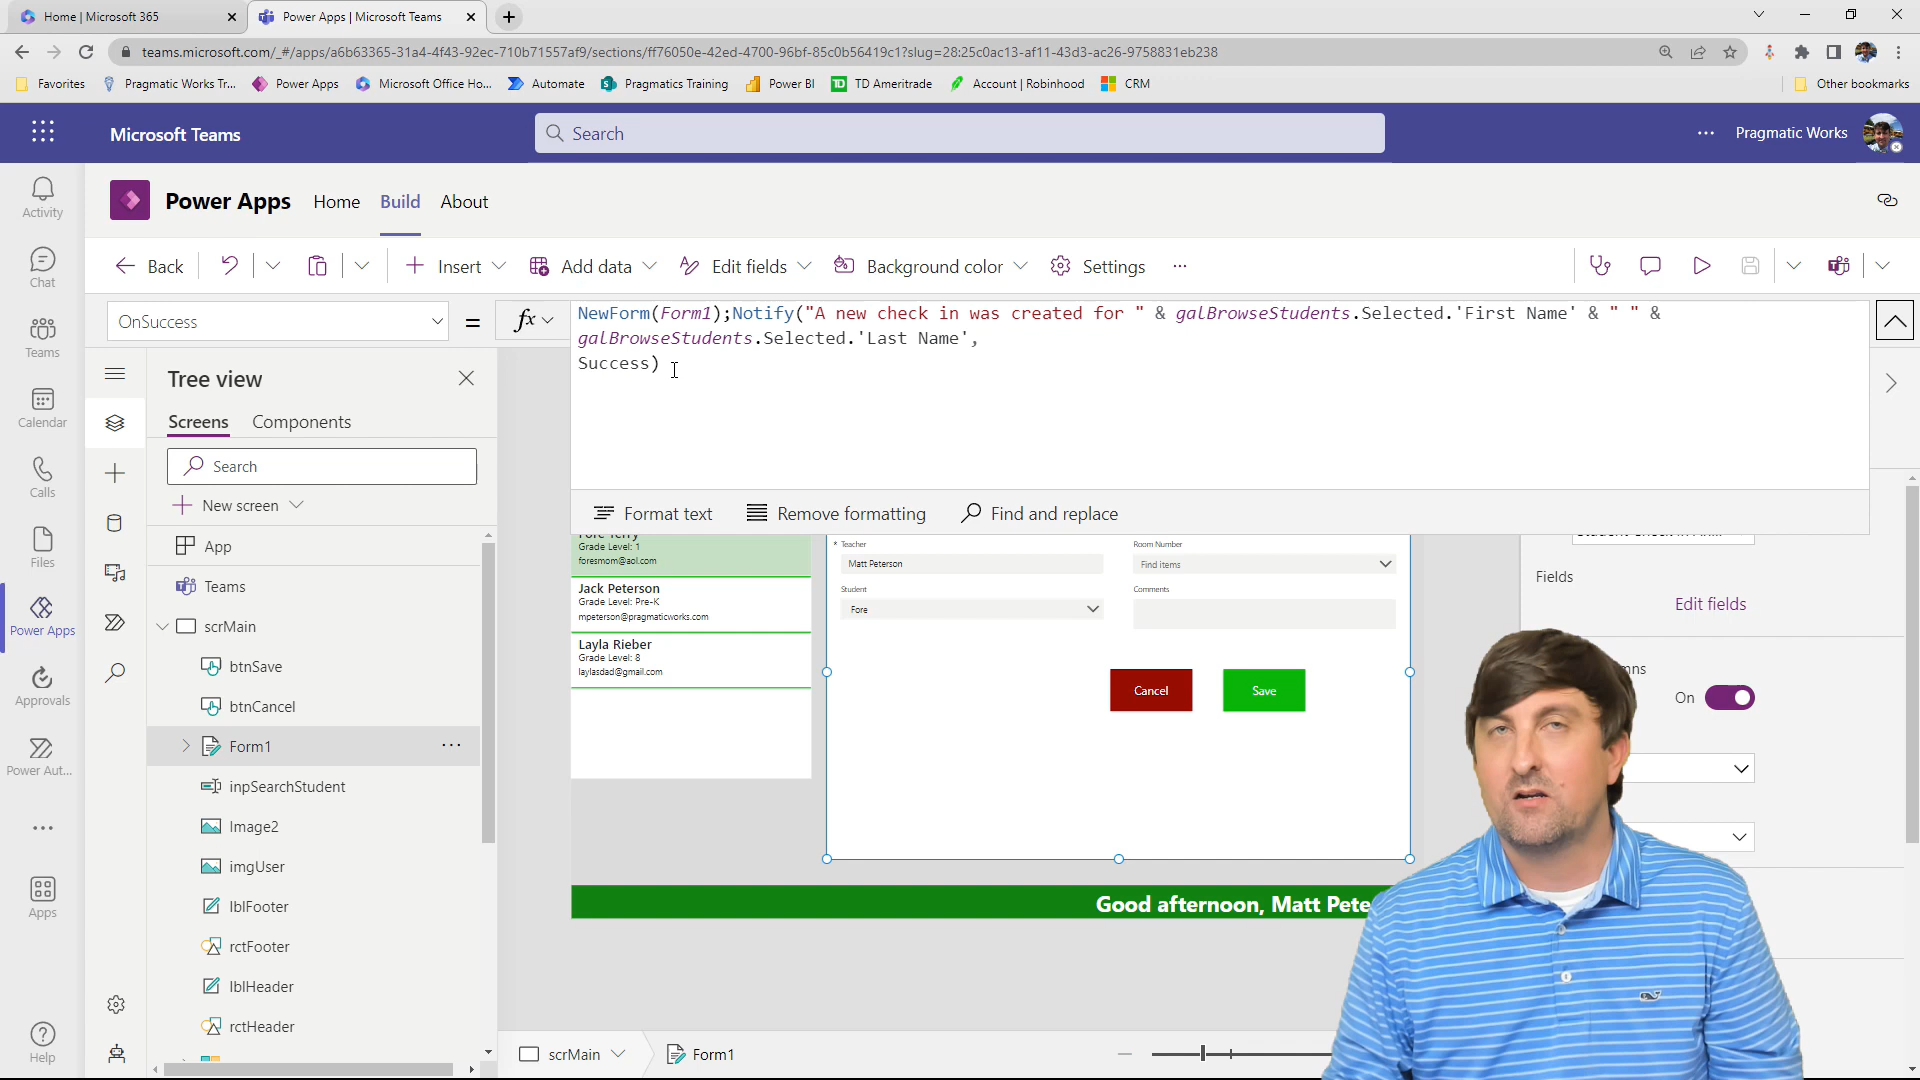 Home | Microsoft 365
Power Apps | Microsoft Teams
teams.microsoft.com/_#/apps/a6b63365-31a4-4f43-92ec-710b71557af9/sections/ff76050e-42ed-4700-96bf-85c0b56419c1?slug=28:25c0ac13-af11-43d3-ac26-9758831eb238
Favorites
Pragmatic Works Tr...
Power Apps
Microsoft Office Ho...
Automate
Pragmatics Training
Power BI
TD Ameritrade
Account | Robinhood
CRM
Other bookmarks
Microsoft Teams
Search
Pragmatic Works
Power Apps Home Build About
Back
Insert
Add data
Edit fields
Background color
Settings
OnSuccess
= fx
NewForm(Form1);Notify("A new check in was created for " & galBrowseStudents.Selected.'First Name' & " " &
galBrowseStudents.Selected.'Last Name',
Success)
Format text
Remove formatting
Find and replace
Activity
Chat
Teams
Calendar
Calls
Files
Power Apps
Approvals
Power Aut...
Apps
Help
Tree view
Screens
Components
Search
New screen
App
Teams
scrMain
btnSave
btnCancel
Form1
inpSearchStudent
Image2
imgUser
lblFooter
rctFooter
lblHeader
rctHeader
Grade Level: 1
foresmom@aol.com
Jack Peterson
Grade Level: Pre-K
mpeterson@pragmaticworks.com
Layla Rieber
Grade Level: 8
laylasdad@gmail.com
* Teacher
Matt Peterson
Room Number
Find items
Student
Fore
Comments
Cancel
Save
Good afternoon, Matt Pete
Fields
Edit fields
mns
On
scrMain
Form1